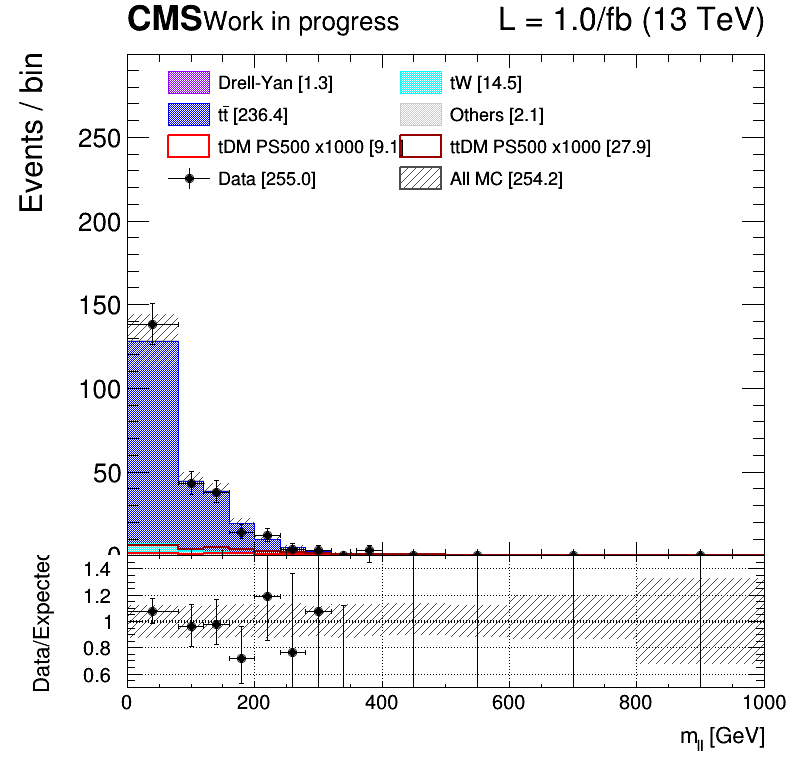 CMS Work in progress L = 1.0/fb (13 TeV)
Events / bin
Drell-Yan [1.3] tW [14.5]
tt̄ [236.4] Others [2.1]
tDM PS500 x1000 [9.1] ttDM PS500 x1000 [27.9]
Data [255.0] All MC [254.2]
250
200
150
100
50
0
Data/Expected
1.4
1.2
1
0.8
0.6
0 200 400 600 800 1000
m_ll [GeV]